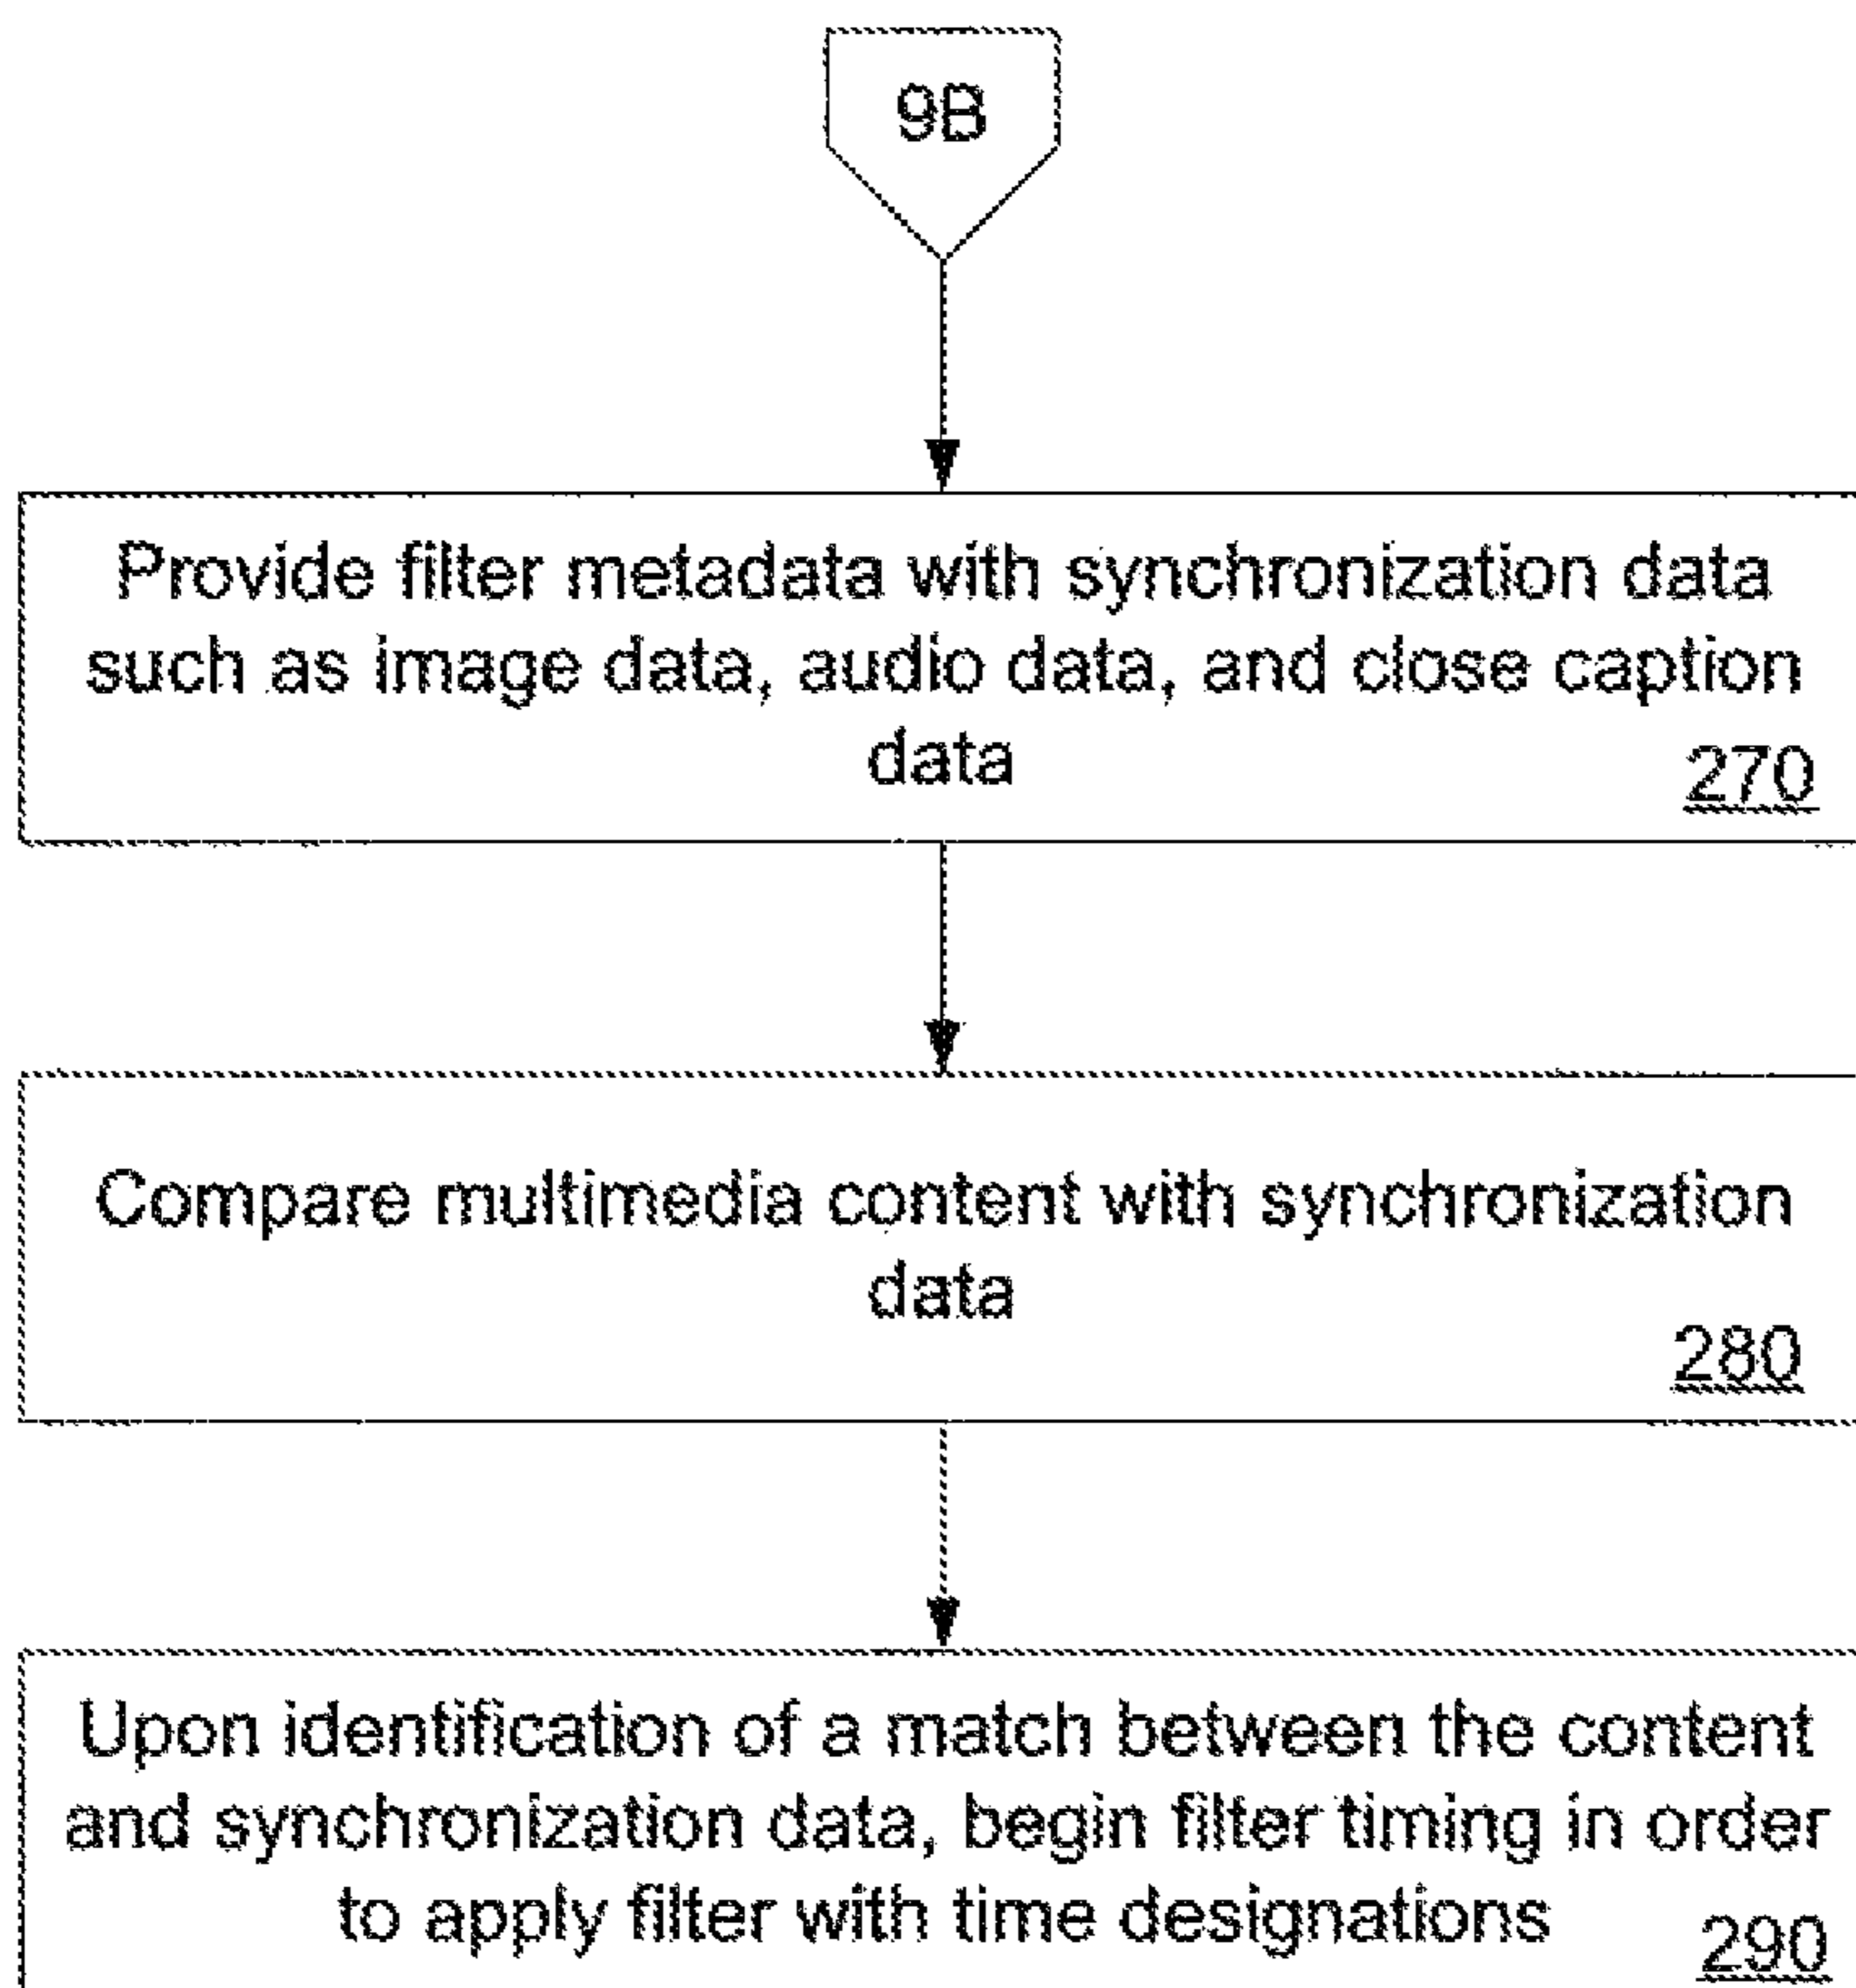 9B
Provide filter metadata with synchronization data
such as image data, audio data, and close caption
data
270
Compare multimedia content with synchronization
data
280
Upon identification of a match between the content
and synchronization data, begin filter timing in order
to apply filter with time designations
290